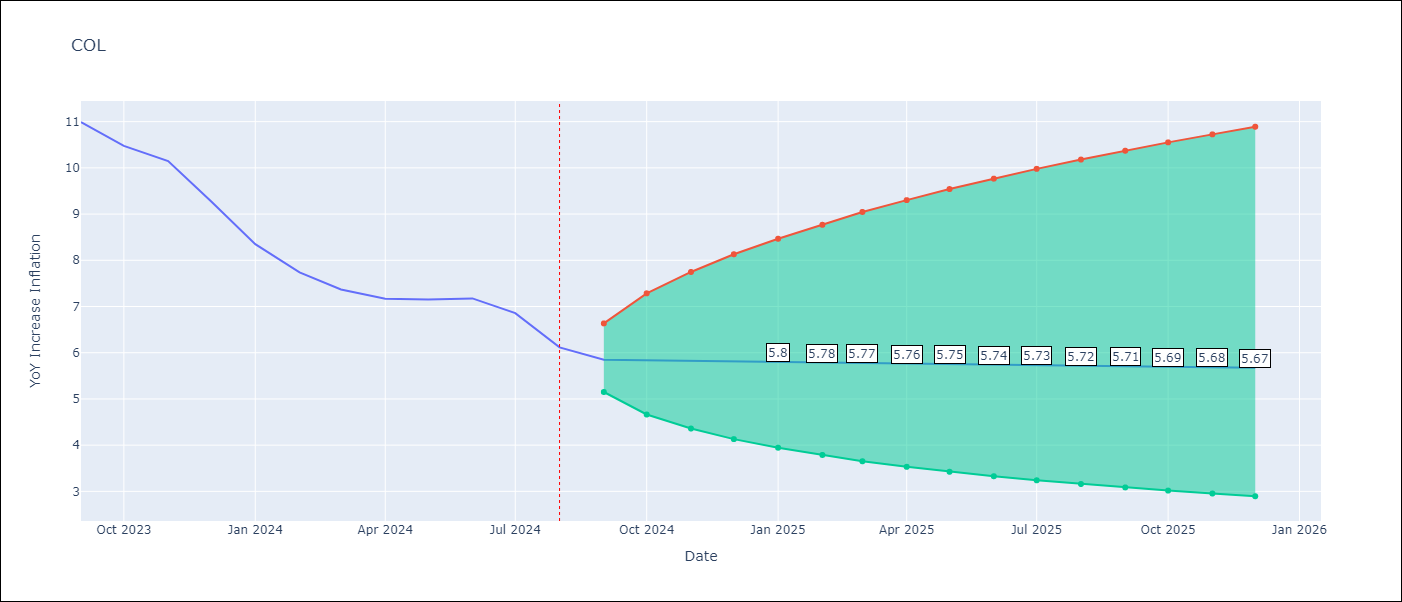 COL
YoY Increase Inflation
11
10
9
8
7
6
5
4
3
5.8
5.78
5.77
5.76
5.75
5.74
5.73
5.72
5.71
5.69
5.68
5.67
Oct 2023
Jan 2024
Apr 2024
Jul 2024
Oct 2024
Jan 2025
Apr 2025
Jul 2025
Oct 2025
Jan 2026
Date